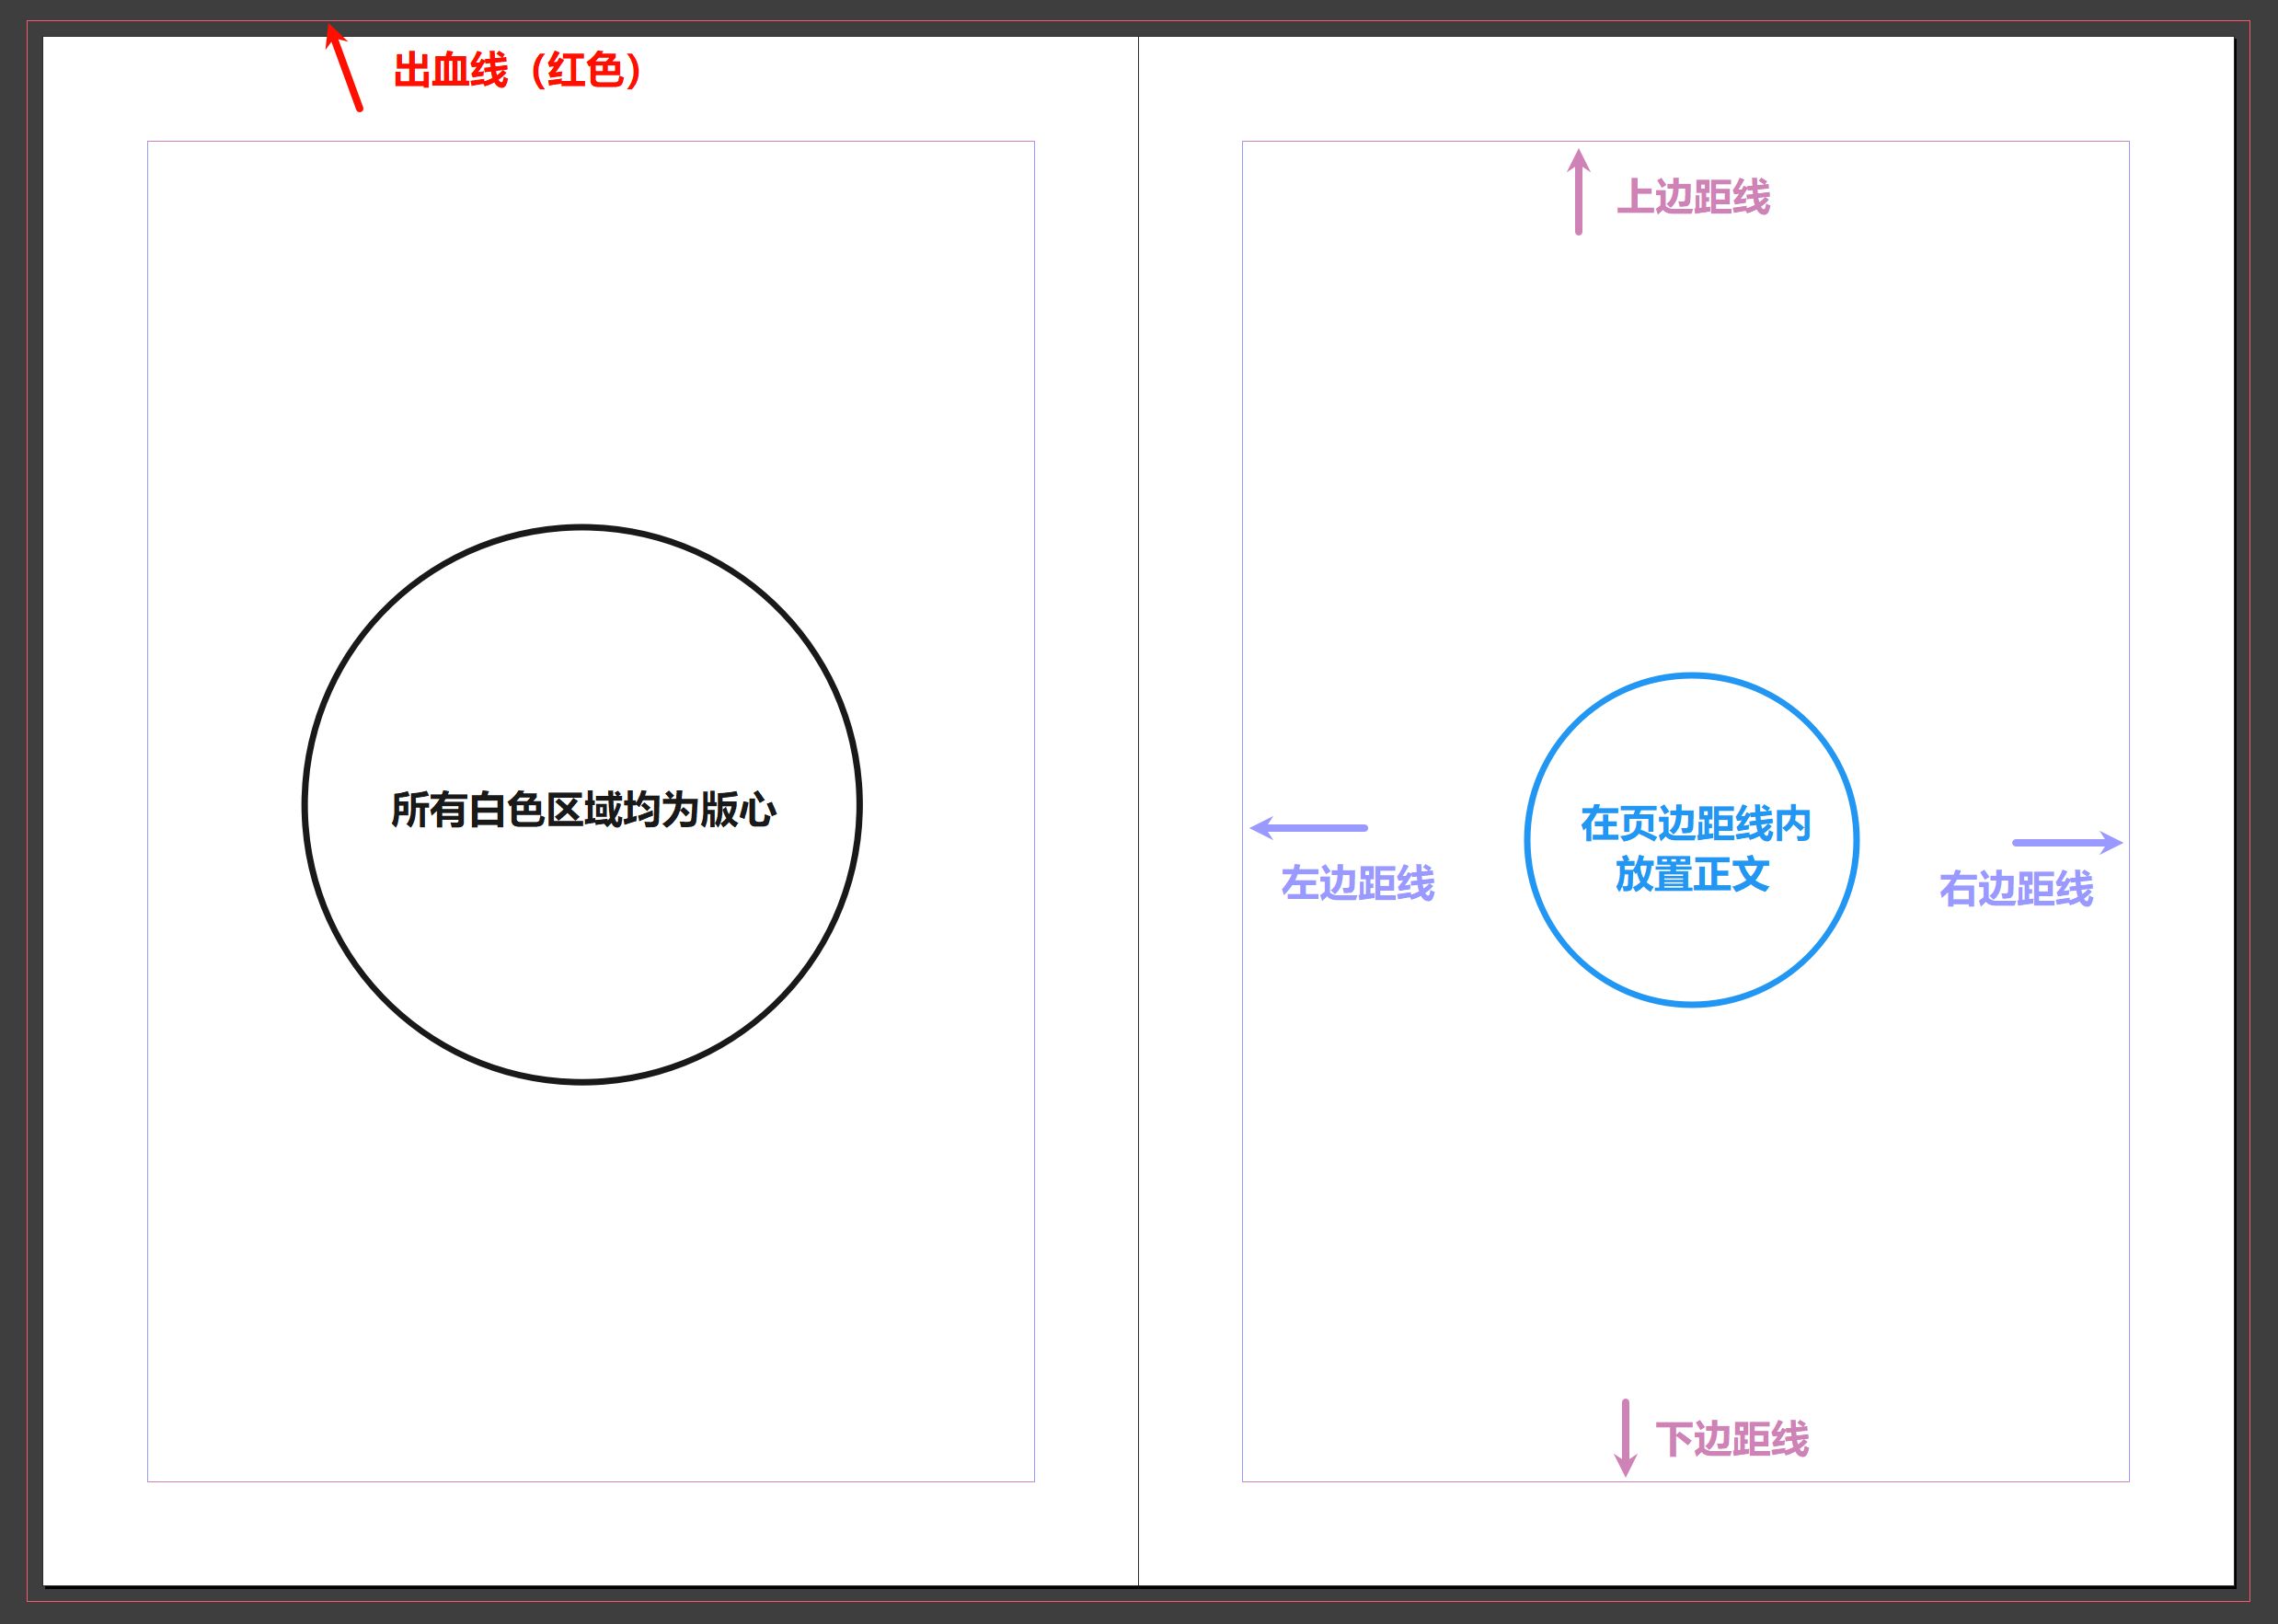 出血线（红色）
所有白色区域均为版心
上边距线
在页边距线内
放置正文
左边距线
右边距线
下边距线